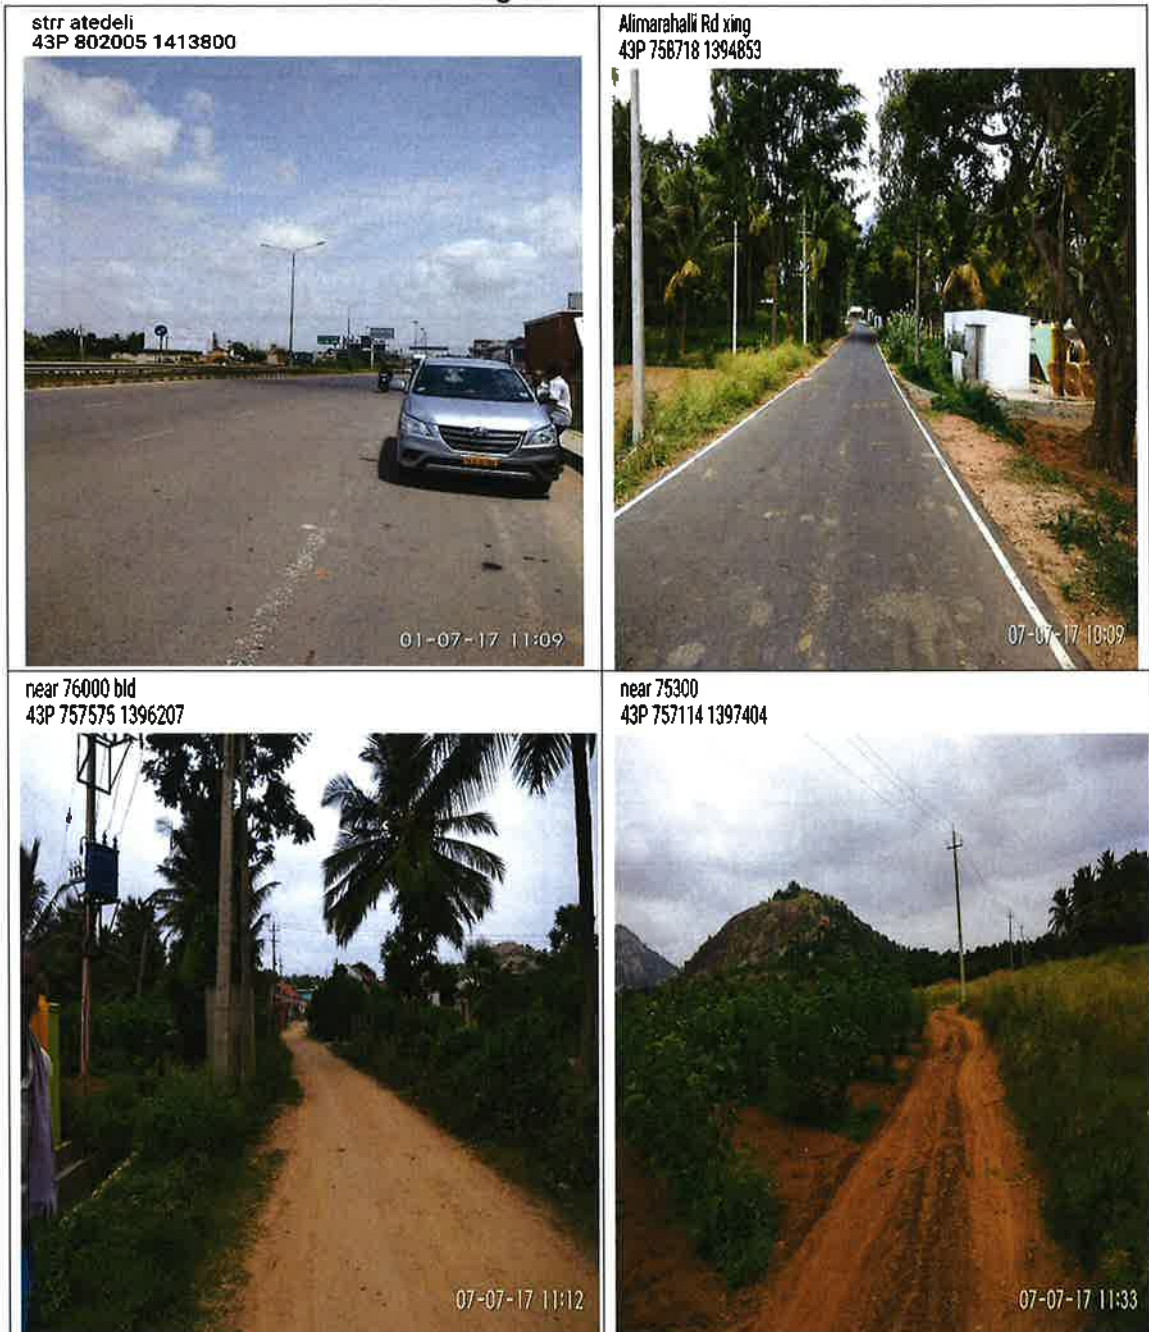 strr atedeli
43P 802005 1413800
01-07-17 11:09
Alimarahalli Rd xing
43P 758718 1394853
07-07-17 10:09
near 76000 bld
43P 757575 1396207
07-07-17 11:12
near 75300
43P 757114 1397404
07-07-17 11:33